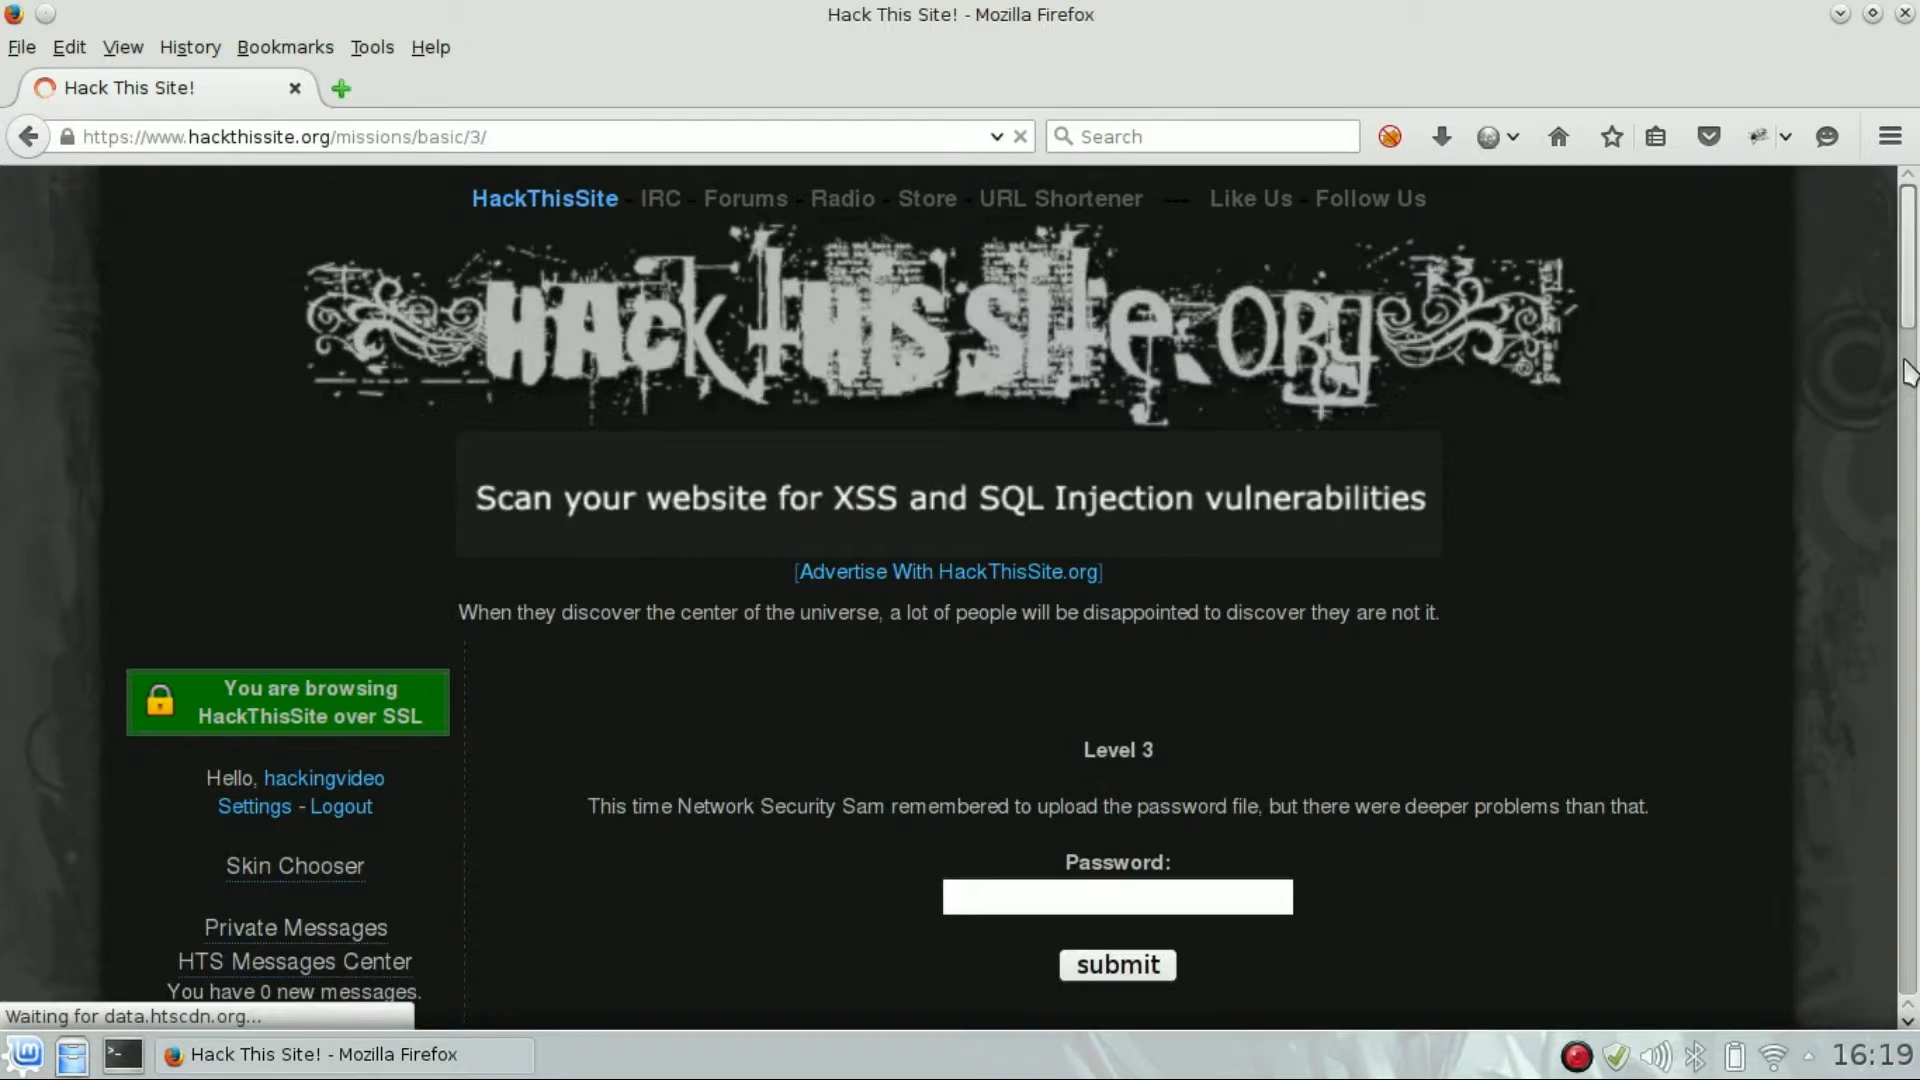 Hack This Site! - Mozilla Firefox
File Edit View History Bookmarks Tools Help
Hack This Site!
https://www.hackthissite.org/missions/basic/3/
Search
HackThisSite - IRC - Forums - Radio - Store - URL Shortener --- Like Us - Follow Us
HACK THIS SITE.ORG
Scan your website for XSS and SQL Injection vulnerabilities
[Advertise With HackThisSite.org]
When they discover the center of the universe, a lot of people will be disappointed to discover they are not it.
You are browsing
HackThisSite over SSL
Hello, hackingvideo
Settings - Logout
Skin Chooser
Private Messages
HTS Messages Center
You have 0 new messages.
Level 3
This time Network Security Sam remembered to upload the password file, but there were deeper problems than that.
Password:
submit
Waiting for data.htscdn.org...
Hack This Site! - Mozilla Firefox
16:19